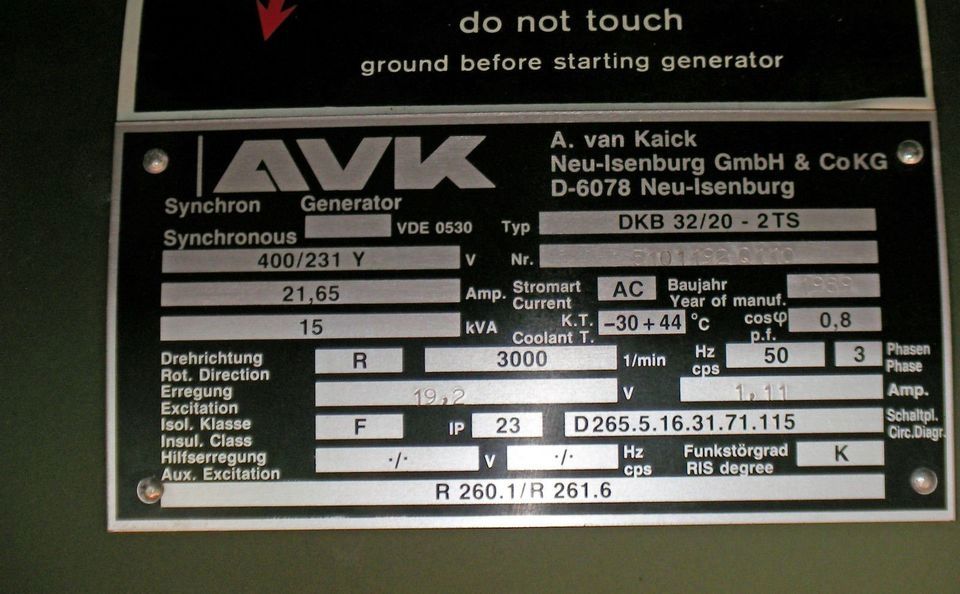 do not touch
ground before starting generator
AVK
A. van Kaick
Neu-Isenburg GmbH & CoKG
D-6078 Neu-Isenburg
Synchron Generator
Synchronous VDE 0530 Typ DKB 32/20 - 2TS
400/231 Y V Nr.
21,65 Amp. Stromart Current AC Baujahr Year of manuf. 1989
15 kVA K.T. Coolant T. -30 + 44 °C cosφ p.f. 0,8
Drehrichtung Rot. Direction R 3000 1/min Hz cps 50 3 Phasen Phase
Erregung Excitation 19,2 V 1,11 Amp.
Isol. Klasse Insul. Class F IP 23 D265.5.16.31.71.115 Schaltpl. Circ.Diagr.
Hilfserregung Aux. Excitation ·/· V ·/· Hz cps Funkstörgrad RIS degree K
R 260.1/R 261.6